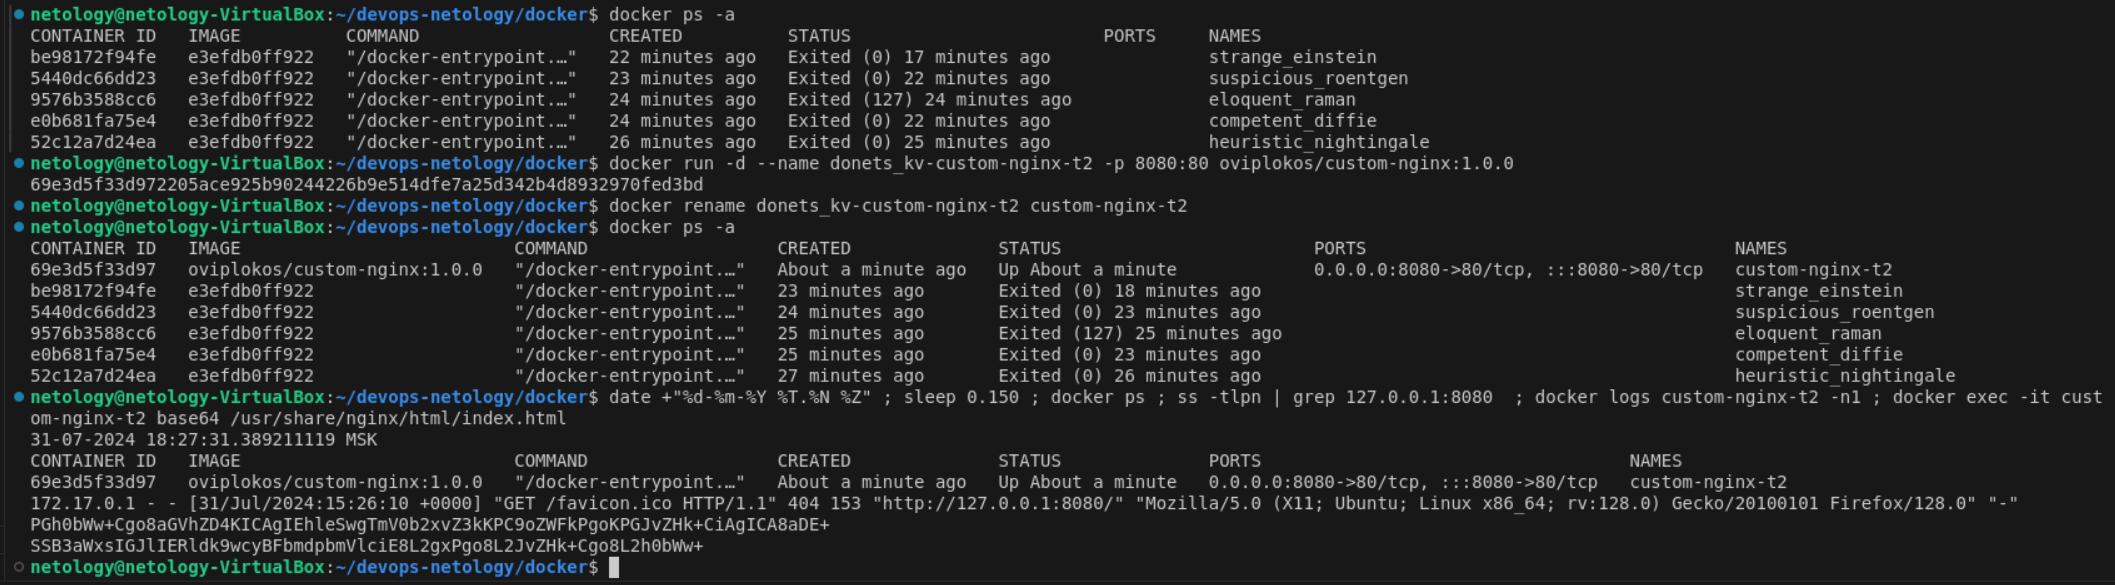 netology@netology-VirtualBox:~/devops-netology/docker$ docker ps -a
CONTAINER ID   IMAGE          COMMAND                  CREATED          STATUS                        PORTS     NAMES
be98172f94fe   e3efdb0ff922   "/docker-entrypoint.…"   22 minutes ago   Exited (0) 17 minutes ago               strange_einstein
5440dc66dd23   e3efdb0ff922   "/docker-entrypoint.…"   23 minutes ago   Exited (0) 22 minutes ago               suspicious_roentgen
9576b3588cc6   e3efdb0ff922   "/docker-entrypoint.…"   24 minutes ago   Exited (127) 24 minutes ago             eloquent_raman
e0b681fa75e4   e3efdb0ff922   "/docker-entrypoint.…"   24 minutes ago   Exited (0) 22 minutes ago               competent_diffie
52c12a7d24ea   e3efdb0ff922   "/docker-entrypoint.…"   26 minutes ago   Exited (0) 25 minutes ago               heuristic_nightingale
netology@netology-VirtualBox:~/devops-netology/docker$ docker run -d --name donets_kv-custom-nginx-t2 -p 8080:80 oviplokos/custom-nginx:1.0.0
69e3d5f33d972205ace925b90244226b9e514dfe7a25d342b4d8932970fed3bd
netology@netology-VirtualBox:~/devops-netology/docker$ docker rename donets_kv-custom-nginx-t2 custom-nginx-t2
netology@netology-VirtualBox:~/devops-netology/docker$ docker ps -a
CONTAINER ID   IMAGE                          COMMAND                  CREATED              STATUS                        PORTS                                   NAMES
69e3d5f33d97   oviplokos/custom-nginx:1.0.0   "/docker-entrypoint.…"   About a minute ago   Up About a minute             0.0.0.0:8080->80/tcp, :::8080->80/tcp   custom-nginx-t2
be98172f94fe   e3efdb0ff922                   "/docker-entrypoint.…"   23 minutes ago       Exited (0) 18 minutes ago                                             strange_einstein
5440dc66dd23   e3efdb0ff922                   "/docker-entrypoint.…"   24 minutes ago       Exited (0) 23 minutes ago                                             suspicious_roentgen
9576b3588cc6   e3efdb0ff922                   "/docker-entrypoint.…"   25 minutes ago       Exited (127) 25 minutes ago                                           eloquent_raman
e0b681fa75e4   e3efdb0ff922                   "/docker-entrypoint.…"   25 minutes ago       Exited (0) 23 minutes ago                                             competent_diffie
52c12a7d24ea   e3efdb0ff922                   "/docker-entrypoint.…"   27 minutes ago       Exited (0) 26 minutes ago                                             heuristic_nightingale
netology@netology-VirtualBox:~/devops-netology/docker$ date +"%d-%m-%Y %T.%N %Z" ; sleep 0.150 ; docker ps ; ss -tlpn | grep 127.0.0.1:8080  ; docker logs custom-nginx-t2 -n1 ; docker exec -it cust
om-nginx-t2 base64 /usr/share/nginx/html/index.html
31-07-2024 18:27:31.389211119 MSK
CONTAINER ID   IMAGE                          COMMAND                  CREATED              STATUS              PORTS                                   NAMES
69e3d5f33d97   oviplokos/custom-nginx:1.0.0   "/docker-entrypoint.…"   About a minute ago   Up About a minute   0.0.0.0:8080->80/tcp, :::8080->80/tcp   custom-nginx-t2
172.17.0.1 - - [31/Jul/2024:15:26:10 +0000] "GET /favicon.ico HTTP/1.1" 404 153 "http://127.0.0.1:8080/" "Mozilla/5.0 (X11; Ubuntu; Linux x86_64; rv:128.0) Gecko/20100101 Firefox/128.0" "-"
PGh0bWw+Cgo8aGVhZD4KICAgIEhleSwgTmV0b2xvZ3kKPC9oZWFkPgoKPGJvZHk+CiAgICA8aDE+
SSB3aWxsIGJlIERldk9wcyBFbmdpbmVlciE8L2gxPgo8L2JvZHk+Cgo8L2h0bWw+
netology@netology-VirtualBox:~/devops-netology/docker$